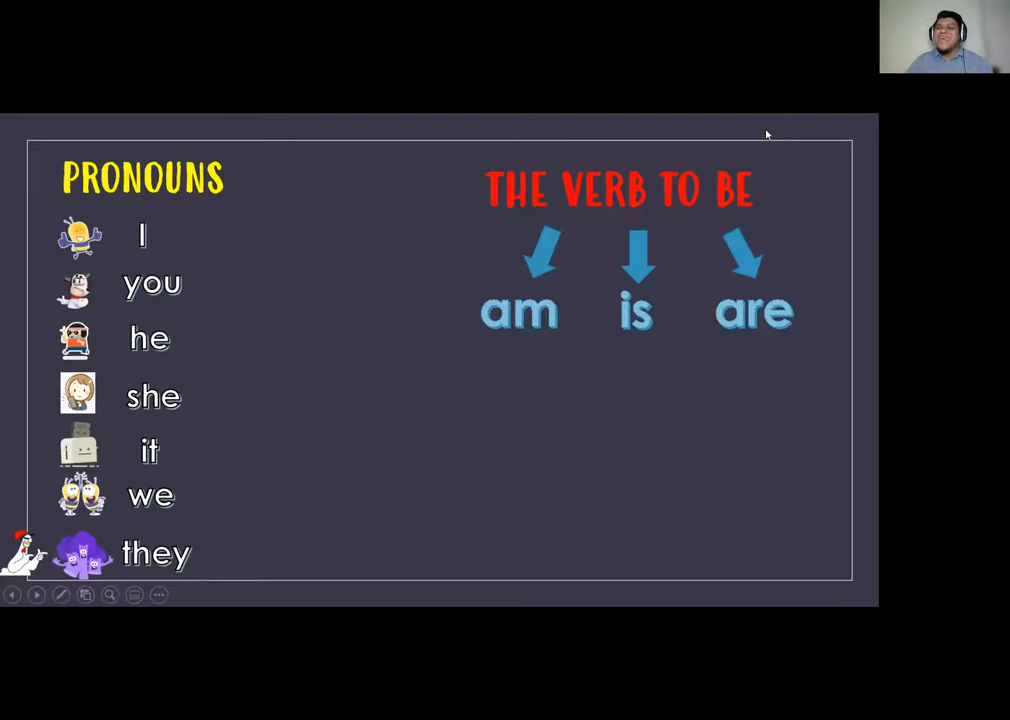 PRONOUNS
I
you
he
she
it
we
they
THE VERB TO BE
am is are